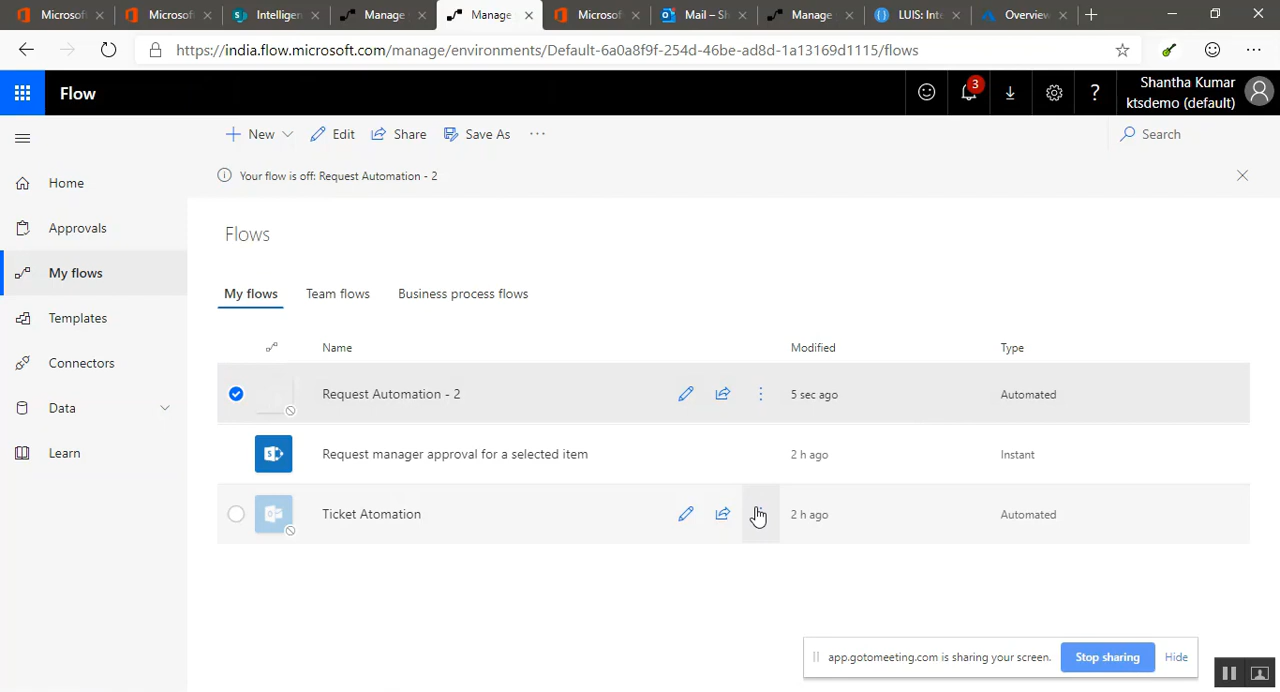 Microsoft
Microsoft
Intelligen
Manage
Manage
Microsoft
Mail – Sh
Manage
LUIS: Inte
Overview
https://india.flow.microsoft.com/manage/environments/Default-6a0a8f9f-254d-46be-ad8d-1a13169d1115/flows
Flow
3
?
Shantha Kumar
ktsdemo (default)
New
Edit
Share
Save As
Search
Your flow is off: Request Automation - 2
Home
Approvals
My flows
Templates
Connectors
Data
Learn
Flows
My flows
Team flows
Business process flows
Name
Modified
Type
Request Automation - 2
5 sec ago
Automated
Request manager approval for a selected item
2 h ago
Instant
Ticket Atomation
2 h ago
Automated
app.gotomeeting.com is sharing your screen.
Stop sharing
Hide